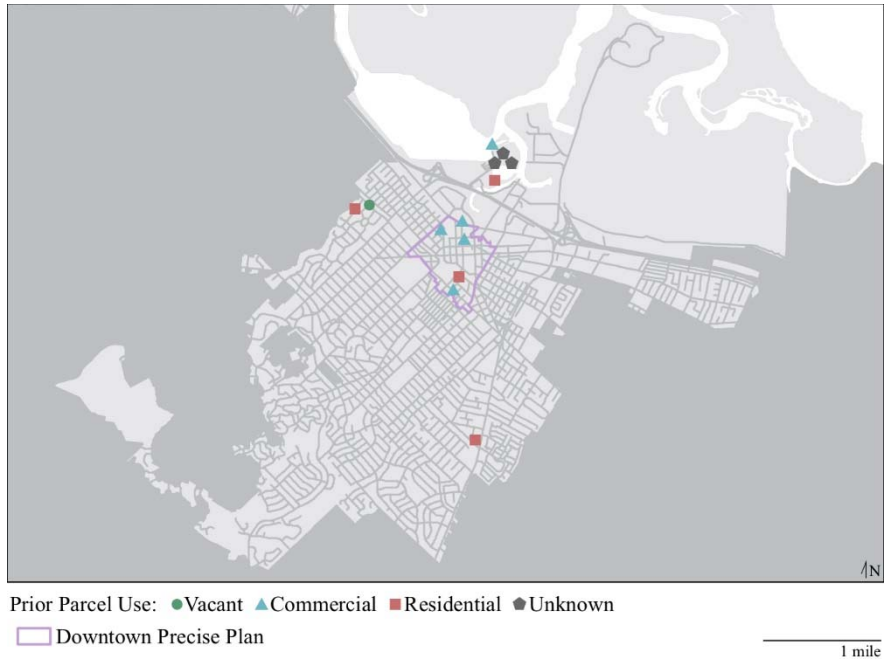 N
Prior Parcel Use: Vacant Commercial Residential Unknown
Downtown Precise Plan
1 mile